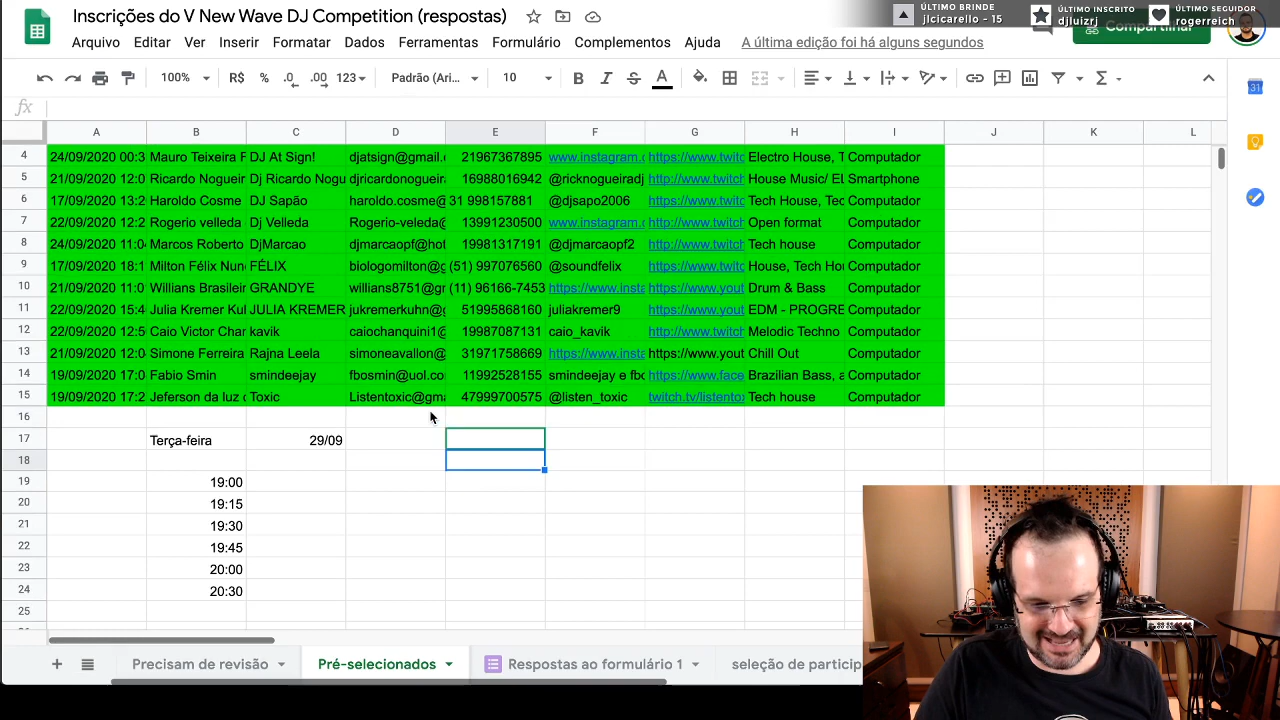 Inscrições do V New Wave DJ Competition (respostas)
ÚLTIMO BRINDE
jlcicarello - 15
ÚLTIMO INSCRITO
djluizrj
ÚLTIMO SEGUIDOR
rogerreich
Arquivo Editar Ver Inserir Formatar Dados Ferramentas Formulário Complementos Ajuda A última edição foi há alguns segundos
Compartilhar
100% R$ % .0 .00 123 Padrão (Ari... 10 B I S A
fx
A B C D E F G H I J K L
4 24/09/2020 00:3 Mauro Teixeira F DJ At Sign! djatsign@gmail.c 21967367895 www.instagram.c https://www.twitc Electro House, T Computador
5 21/09/2020 12:0 Ricardo Nogueir Dj Ricardo Nogu djricardonogueira 16988016942 @ricknogueiradj http://www.twitch House Music/ El Smartphone
6 17/09/2020 13:2 Haroldo Cosme DJ Sapão haroldo.cosme@ 31 998157881 @djsapo2006 http://www.twitch Tech House, Tec Computador
7 22/09/2020 12:2 Rogerio velleda Dj Velleda Rogerio-veleda@ 13991230500 www.instagram.c http://www.twitch Open format Computador
8 24/09/2020 11:04 Marcos Roberto DjMarcao djmarcaopf@hot 19981317191 @djmarcaopf2 http://www.twitch Tech house Computador
9 17/09/2020 18:1 Milton Félix Nun FÉLIX biologomilton@g (51) 997076560 @soundfelix https://www.twitc House, Tech Ho Computador
10 21/09/2020 11:0 Willians Brasileir GRANDYE willians8751@gr (11) 96166-7453 https://www.insta https://www.yout Drum & Bass Computador
11 22/09/2020 15:4 Julia Kremer Kul JULIA KREMER jukremerkuhn@g 51995868160 juliakremer9 https://www.yout EDM - PROGRE Computador
12 22/09/2020 12:5 Caio Victor Char kavik caiochanquini1@ 19987087131 caio_kavik http://www.twitch Melodic Techno Computador
13 21/09/2020 12:0 Simone Ferreira Rajna Leela simoneavallon@ 31971758669 https://www.insta https://www.yout Chill Out Computador
14 19/09/2020 17:0 Fabio Smin smindeejay fbosmin@uol.co 11992528155 smindeejay e fbo https://www.face Brazilian Bass, a Computador
15 19/09/2020 17:2 Jeferson da luz Toxic Listentoxic@gma 47999700575 @listen_toxic twitch.tv/listento Tech house Computador
16
17 Terça-feira 29/09
18
19 19:00
20 19:15
21 19:30
22 19:45
23 20:00
24 20:30
25
Precisam de revisão Pré-selecionados Respostas ao formulário 1 seleção de particip
31